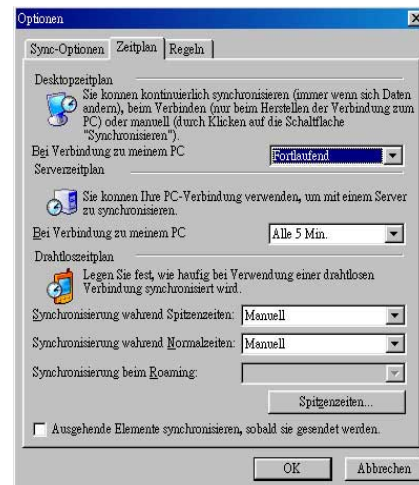 Optionen
Sync-Optionen Zeitplan Regeln
Desktopzeitplan
Sie konnen kontinuierlich synchronisieren (immer wenn sich Daten
andern), beim Verbinden (nur beim Herstellen der Verbindung zum
PC) oder manuell (durch Klicken auf die Schaltflache
"Synchronisieren").
Bei Verbindung zu meinem PC Fortlaufend
Serverzeitplan
Sie konnen Ihre PC-Verbindung verwenden, um mit einem Server
zu synchronisieren.
Bei Verbindung zu meinem PC Alle 5 Min.
Drahtloszeitplan
Legen Sie fest, wie haufig bei Verwendung einer drahtlosen
Verbindung synchronisiert wird.
Synchronisierung wahrend Spitzenzeiten: Manuell
Synchronisierung wahrend Normalzeiten: Manuell
Synchronisierung beim Roaming:
Spitzenzeiten...
Ausgehende Elemente synchronisieren, sobald sie gesendet werden.
OK Abbrechen